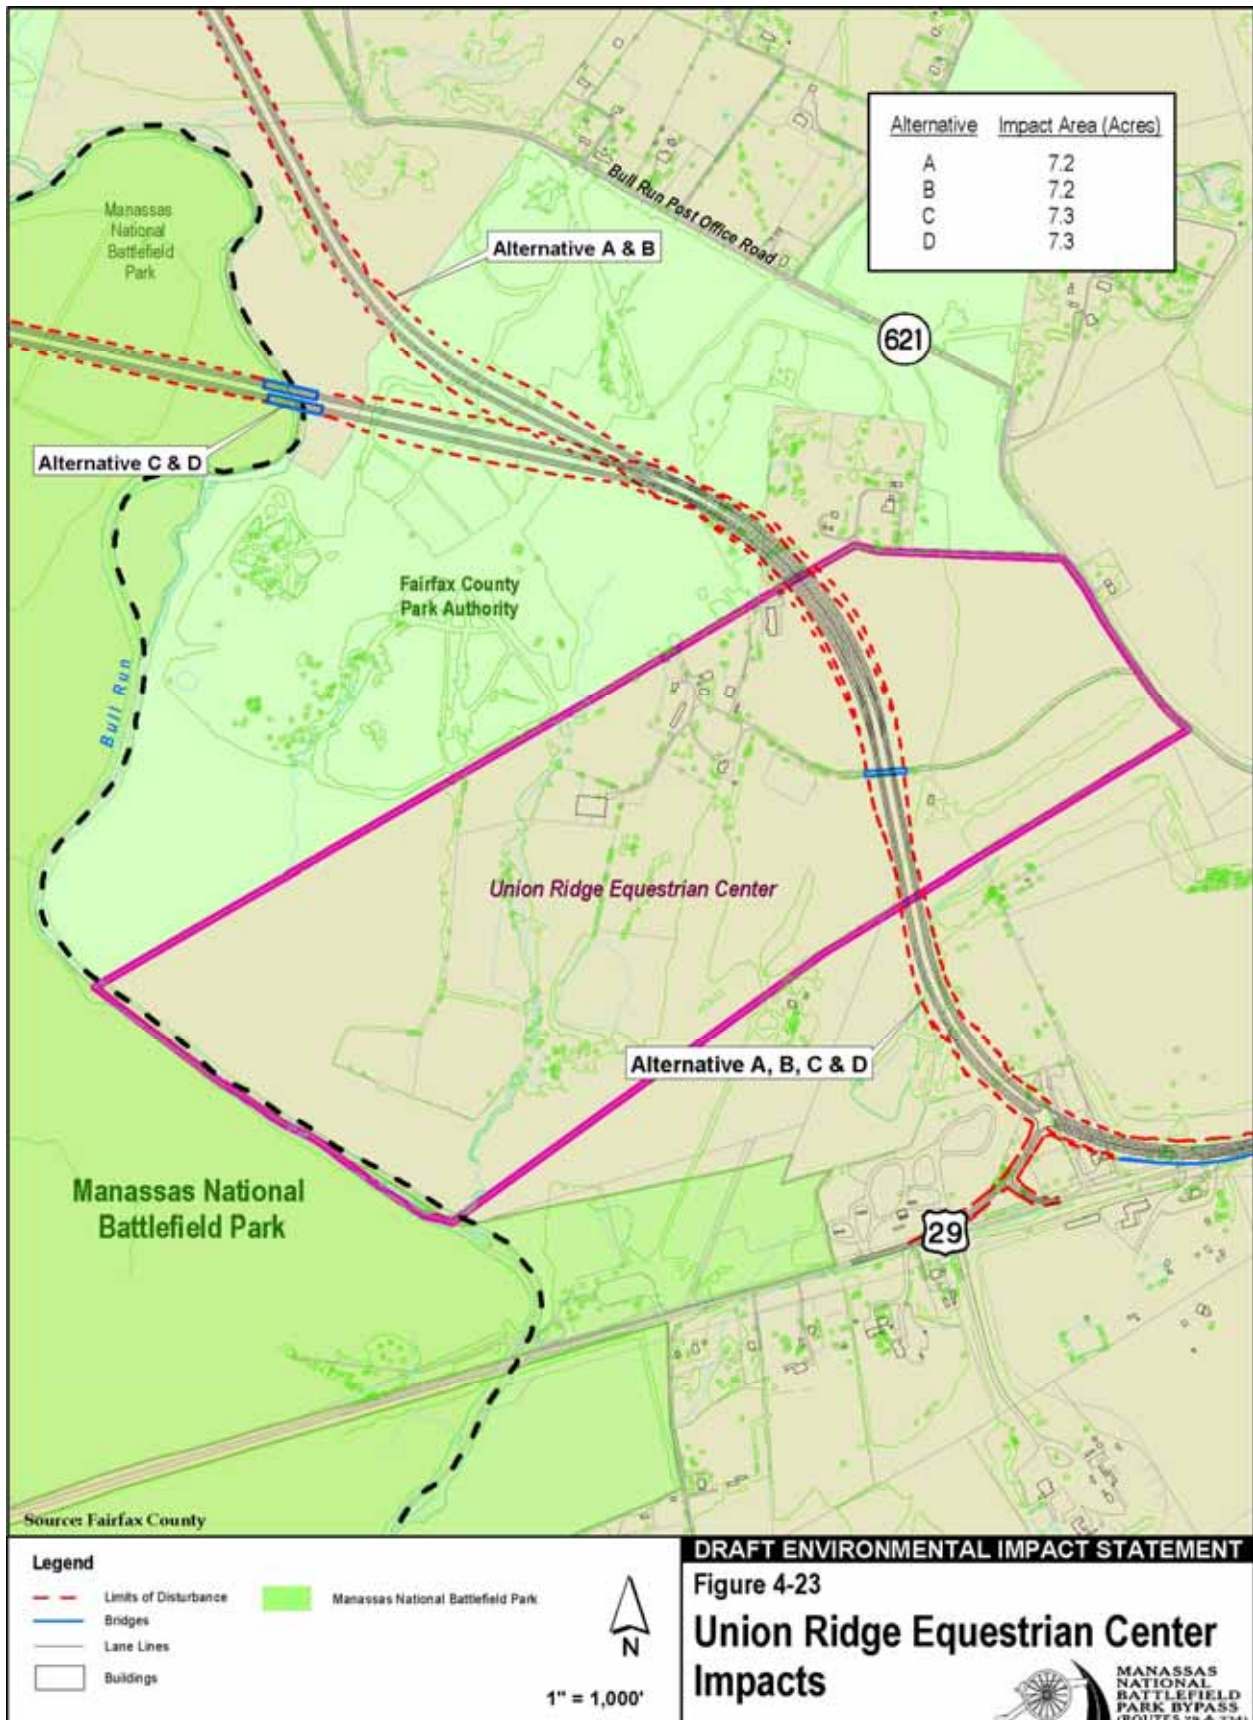 Alternative Impact Area (Acres)
A 7.2
B 7.2
C 7.3
D 7.3
Bull Run Post Office Road
Manassas
National
Battlefield
Park
Alternative A & B
621
Alternative C & D
Fairfax County
Park Authority
Bull Run
Union Ridge Equestrian Center
Alternative A, B, C & D
Manassas National
Battlefield Park
29
Source: Fairfax County
Legend
Limits of Disturbance
Bridges
Lane Lines
Buildings
Manassas National Battlefield Park
N
1" = 1,000'
DRAFT ENVIRONMENTAL IMPACT STATEMENT
Figure 4-23
Union Ridge Equestrian Center
Impacts
MANASSAS
NATIONAL
BATTLEFIELD
PARK BYPASS